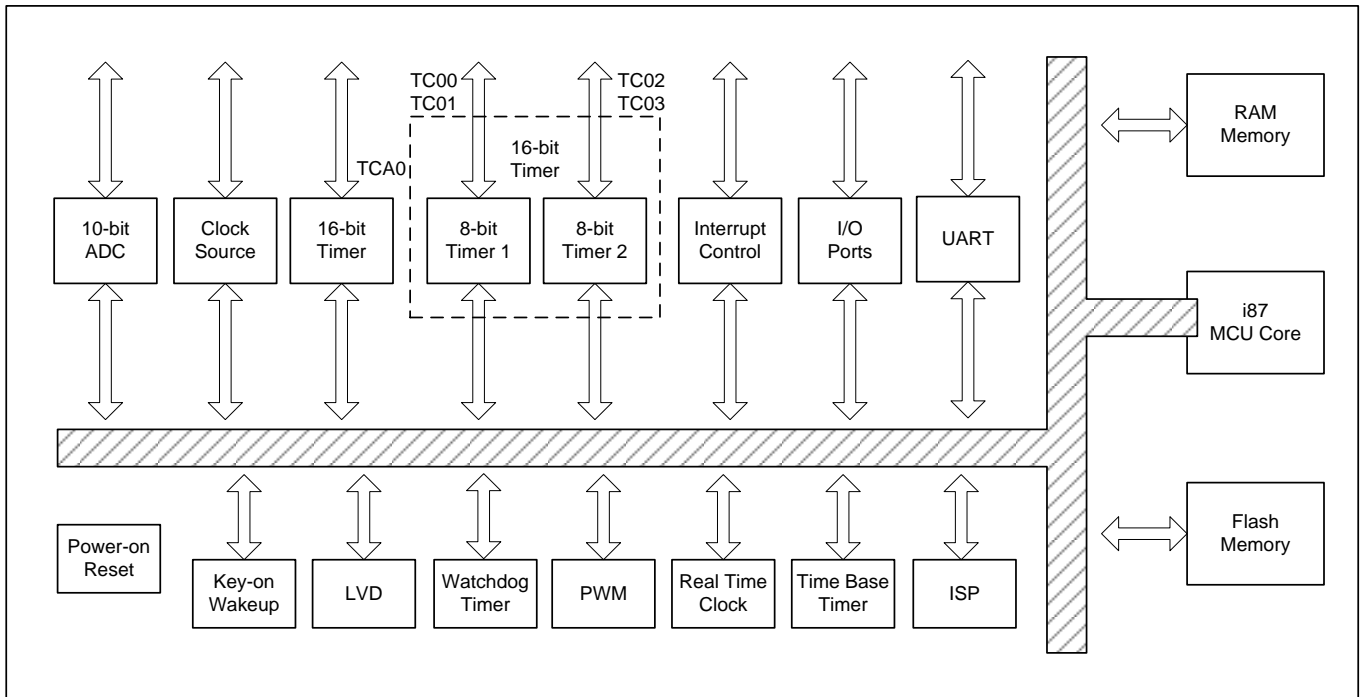 TC00
TC01
TC02
TC03
16-bit
Timer
TCA0
RAM
Memory
10-bit
ADC
Clock
Source
16-bit
Timer
8-bit
Timer 1
8-bit
Timer 2
Interrupt
Control
I/O
Ports
UART
i87
MCU Core
Power-on
Reset
Key-on
Wakeup
LVD
Watchdog
Timer
PWM
Real Time
Clock
Time Base
Timer
ISP
Flash
Memory